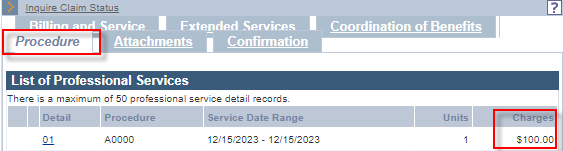 Inquire Claim Status ?
Billing and Service Extended Services Coordination of Benefits
Procedure Attachments Confirmation
List of Professional Services
There is a maximum of 50 professional service detail records.
Detail Procedure Service Date Range Units Charges
01 A0000 12/15/2023 - 12/15/2023 1 $100.00